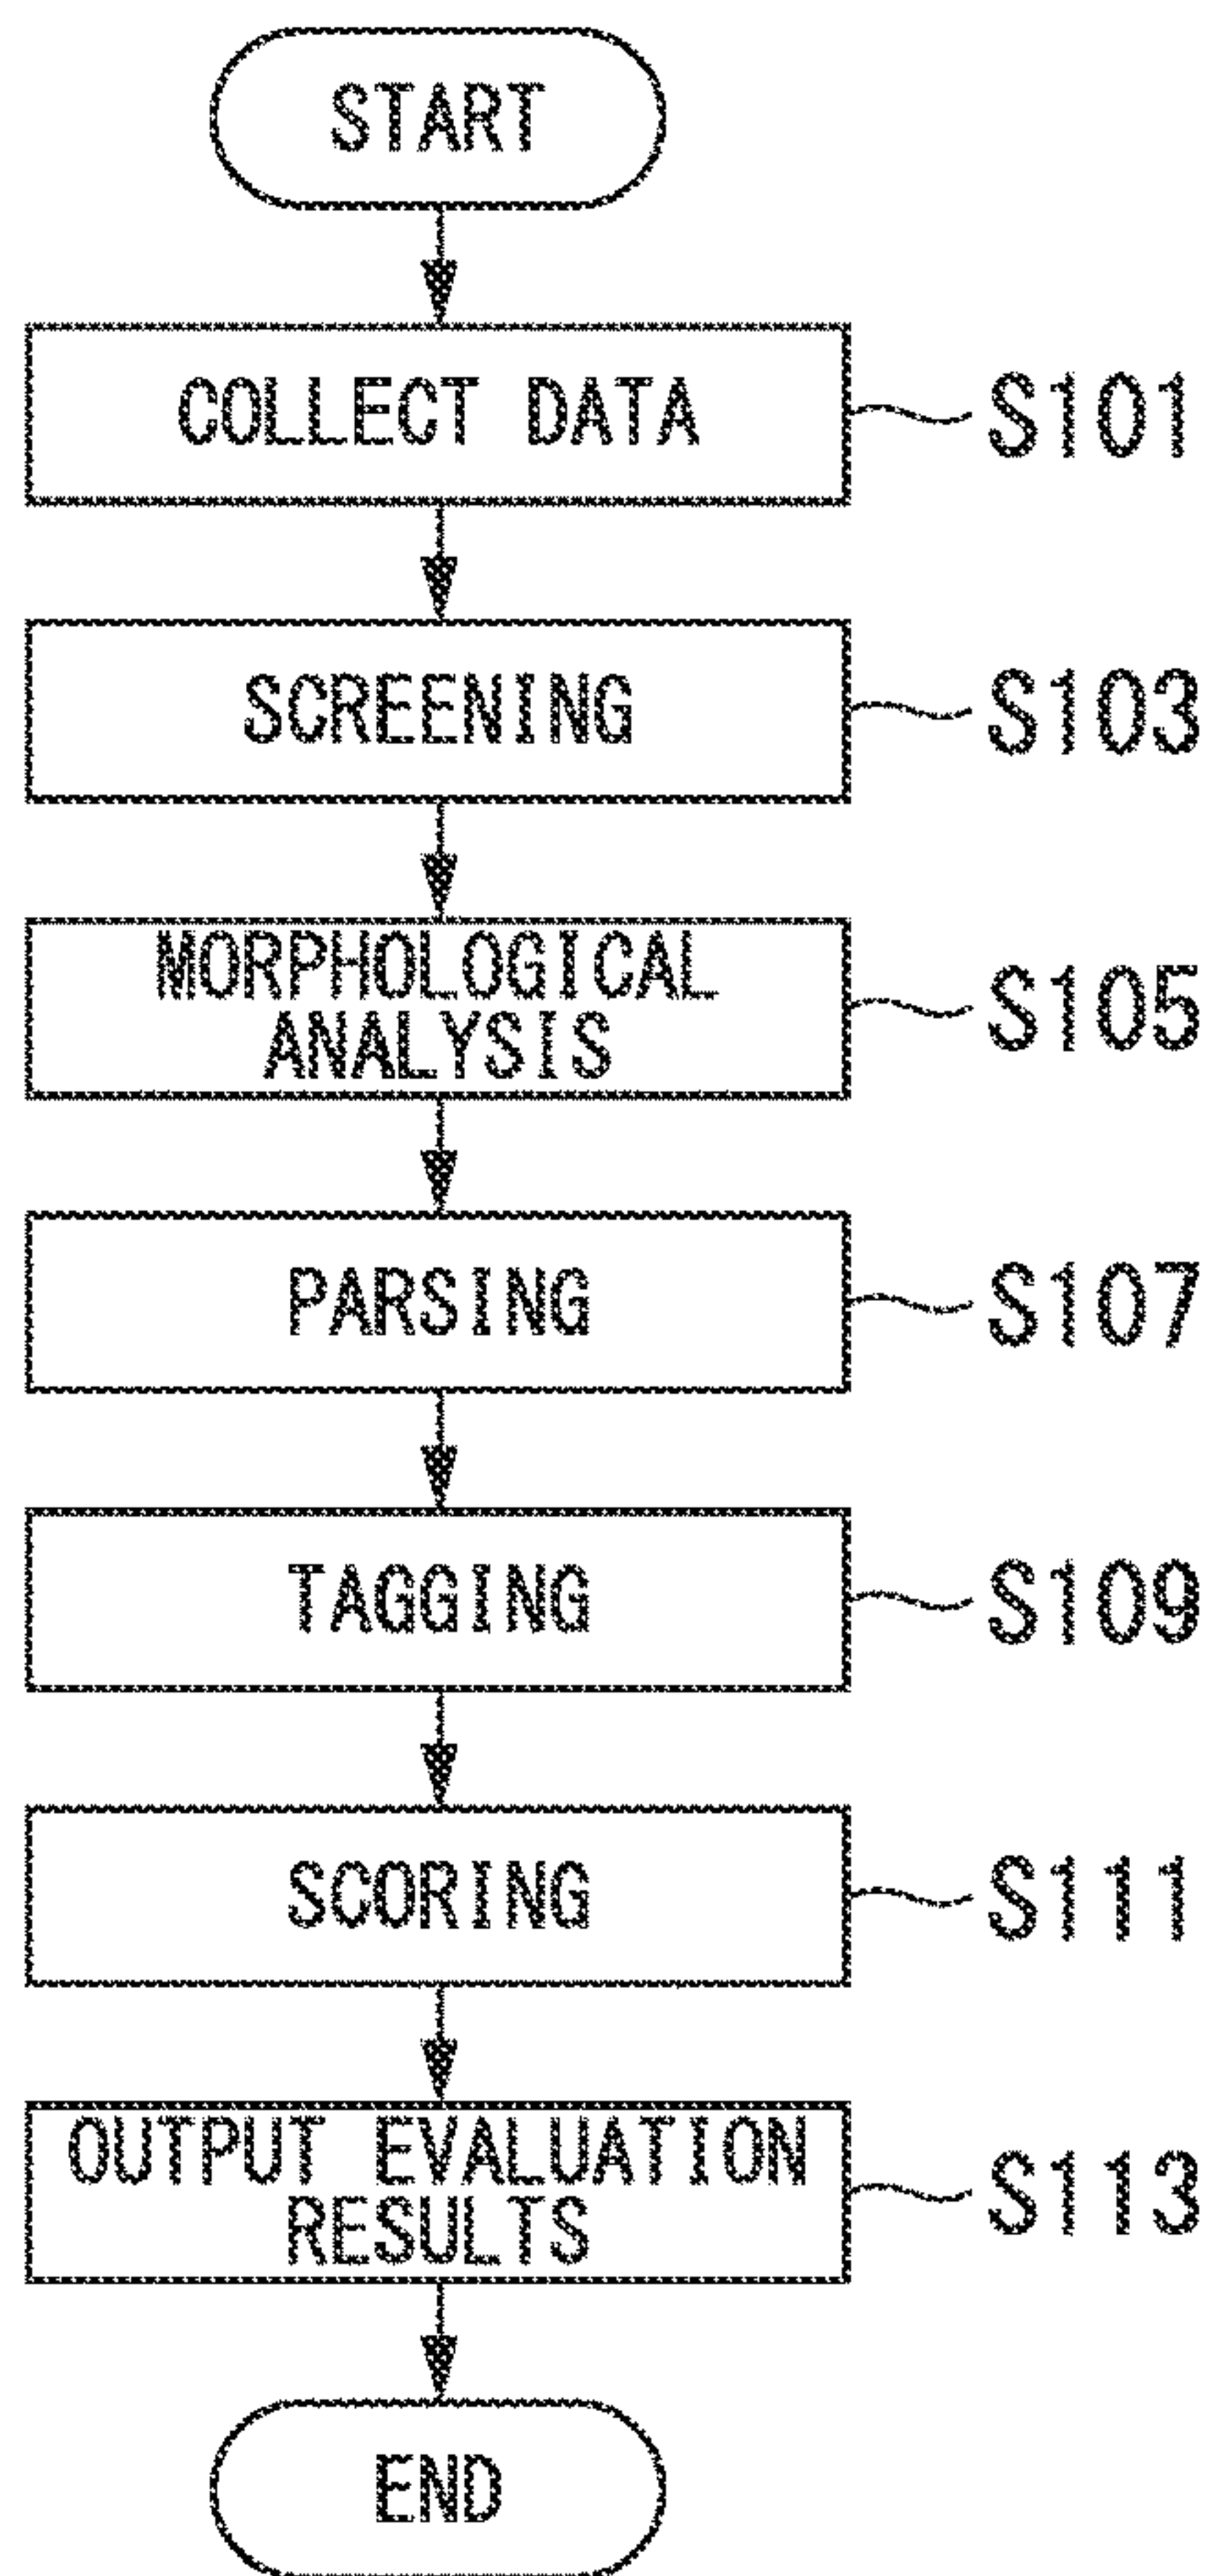 START
COLLECT DATA
S101
SCREENING
S103
MORPHOLOGICAL
ANALYSIS
S105
PARSING
S107
TAGGING
S109
SCORING
S111
OUTPUT EVALUATION
RESULTS
S113
END